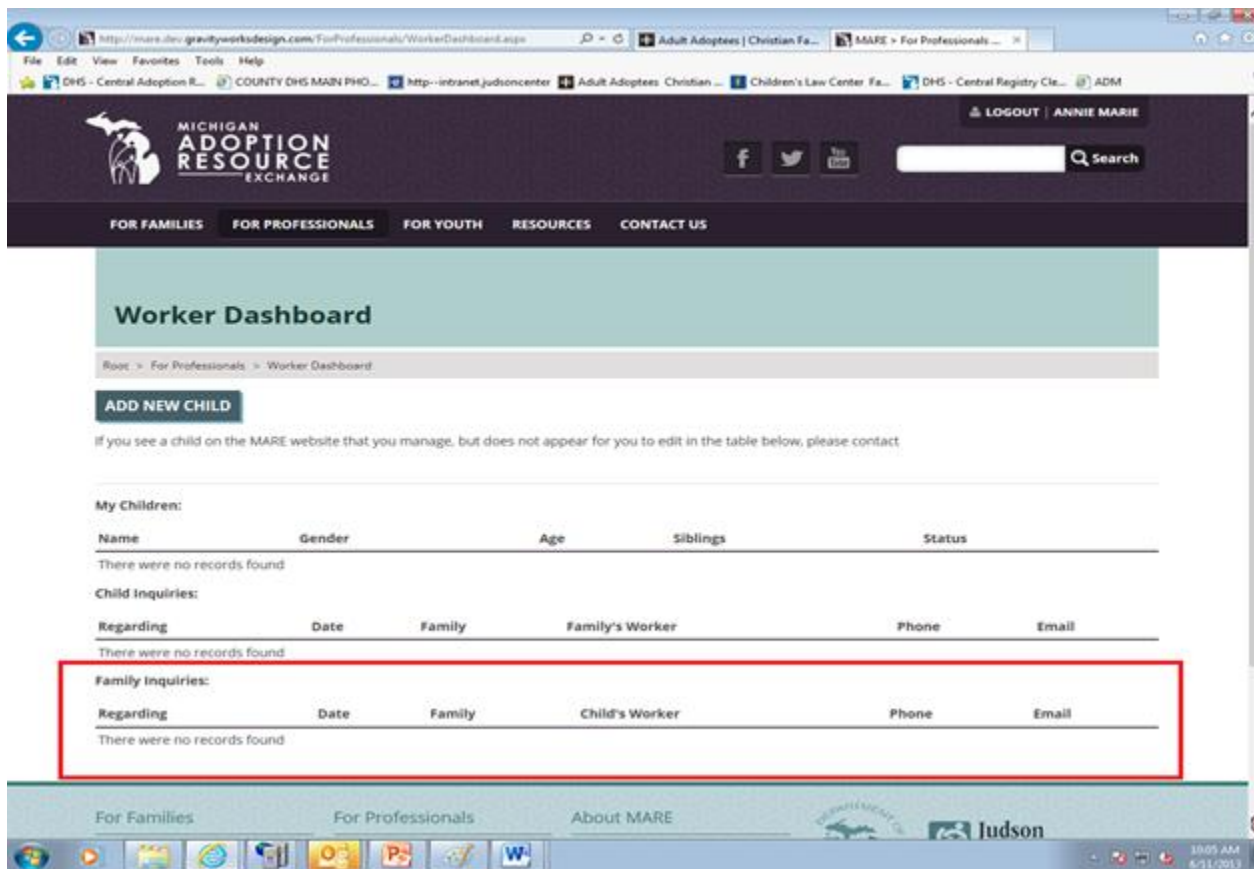 http://mare.dev.gravityworksdesign.com/ForProfessionals/WorkerDashboard.aspx
Adult Adoptees | Christian Fa...
MARE > For Professionals ...
File Edit View Favorites Tools Help
DHS - Central Adoption R... COUNTY DHS MAIN PHO... http--intranet.judsoncenter Adult Adoptees Christian ... Children's Law Center Fa... DHS - Central Registry Cle... ADM
LOGOUT | ANNIE MARIE
MICHIGAN
ADOPTION
RESOURCE
EXCHANGE
f You Tube Search
FOR FAMILIES FOR PROFESSIONALS FOR YOUTH RESOURCES CONTACT US
Worker Dashboard
Root > For Professionals > Worker Dashboard
ADD NEW CHILD
If you see a child on the MARE website that you manage, but does not appear for you to edit in the table below, please contact
My Children:
Name Gender Age Siblings Status
There were no records found
Child Inquiries:
Regarding Date Family Family's Worker Phone Email
There were no records found
Family Inquiries:
Regarding Date Family Child's Worker Phone Email
There were no records found
For Families For Professionals About MARE
Judson
10:05 AM
6/11/2013